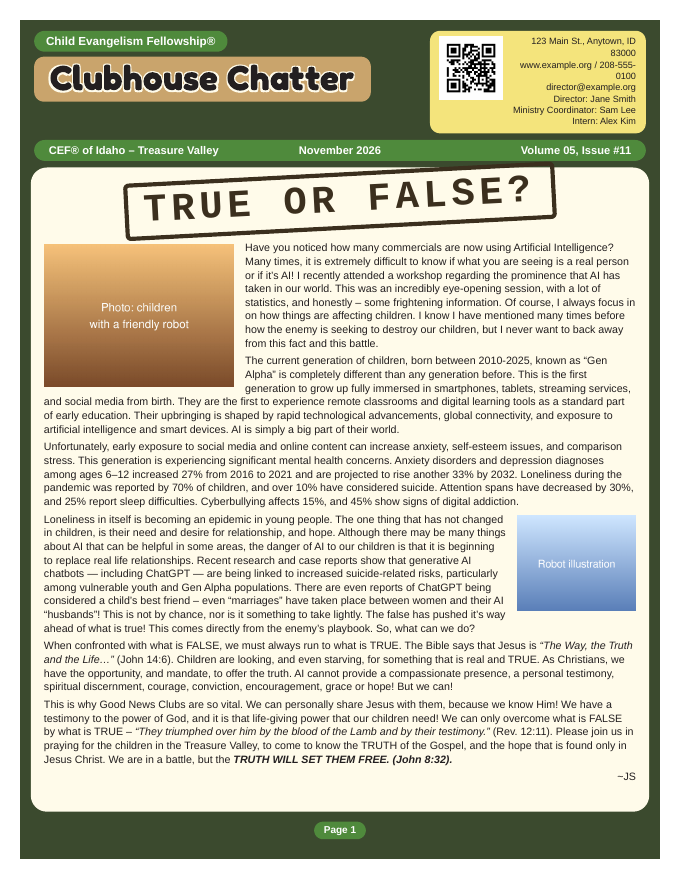 Child Evangelism Fellowship®
Clubhouse Chatter
123 Main St., Anytown, ID
83000
www.example.org / 208-555-
0100
director@example.org
Director: Jane Smith
Ministry Coordinator: Sam Lee
Intern: Alex Kim
CEF® of Idaho – Treasure Valley November 2026 Volume 05, Issue #11
TRUE OR FALSE?
Photo: children
with a friendly robot
Have you noticed how many commercials are now using Artificial Intelligence?
Many times, it is extremely difficult to know if what you are seeing is a real person
or if it's AI! I recently attended a workshop regarding the prominence that AI has
taken in our world. This was an incredibly eye-opening session, with a lot of
statistics, and honestly – some frightening information. Of course, I always focus in
on how things are affecting children. I know I have mentioned many times before
how the enemy is seeking to destroy our children, but I never want to back away
from this fact and this battle.
The current generation of children, born between 2010-2025, known as “Gen
Alpha” is completely different than any generation before. This is the first
generation to grow up fully immersed in smartphones, tablets, streaming services,
and social media from birth. They are the first to experience remote classrooms and digital learning tools as a standard part
of early education. Their upbringing is shaped by rapid technological advancements, global connectivity, and exposure to
artificial intelligence and smart devices. AI is simply a big part of their world.
Unfortunately, early exposure to social media and online content can increase anxiety, self-esteem issues, and comparison
stress. This generation is experiencing significant mental health concerns. Anxiety disorders and depression diagnoses
among ages 6–12 increased 27% from 2016 to 2021 and are projected to rise another 33% by 2032. Loneliness during the
pandemic was reported by 70% of children, and over 10% have considered suicide. Attention spans have decreased by 30%,
and 25% report sleep difficulties. Cyberbullying affects 15%, and 45% show signs of digital addiction.
Loneliness in itself is becoming an epidemic in young people. The one thing that has not changed
in children, is their need and desire for relationship, and hope. Although there may be many things
about AI that can be helpful in some areas, the danger of AI to our children is that it is beginning
to replace real life relationships. Recent research and case reports show that generative AI
chatbots — including ChatGPT — are being linked to increased suicide-related risks, particularly
among vulnerable youth and Gen Alpha populations. There are even reports of ChatGPT being
considered a child's best friend – even “marriages” have taken place between women and their AI
“husbands”! This is not by chance, nor is it something to take lightly. The false has pushed it's way
ahead of what is true! This comes directly from the enemy's playbook. So, what can we do?
Robot illustration
When confronted with what is FALSE, we must always run to what is TRUE. The Bible says that Jesus is “The Way, the Truth
and the Life…” (John 14:6). Children are looking, and even starving, for something that is real and TRUE. As Christians, we
have the opportunity, and mandate, to offer the truth. AI cannot provide a compassionate presence, a personal testimony,
spiritual discernment, courage, conviction, encouragement, grace or hope! But we can!
This is why Good News Clubs are so vital. We can personally share Jesus with them, because we know Him! We have a
testimony to the power of God, and it is that life-giving power that our children need! We can only overcome what is FALSE
by what is TRUE – “They triumphed over him by the blood of the Lamb and by their testimony.” (Rev. 12:11). Please join us in
praying for the children in the Treasure Valley, to come to know the TRUTH of the Gospel, and the hope that is found only in
Jesus Christ. We are in a battle, but the TRUTH WILL SET THEM FREE. (John 8:32).
~JS
Page 1